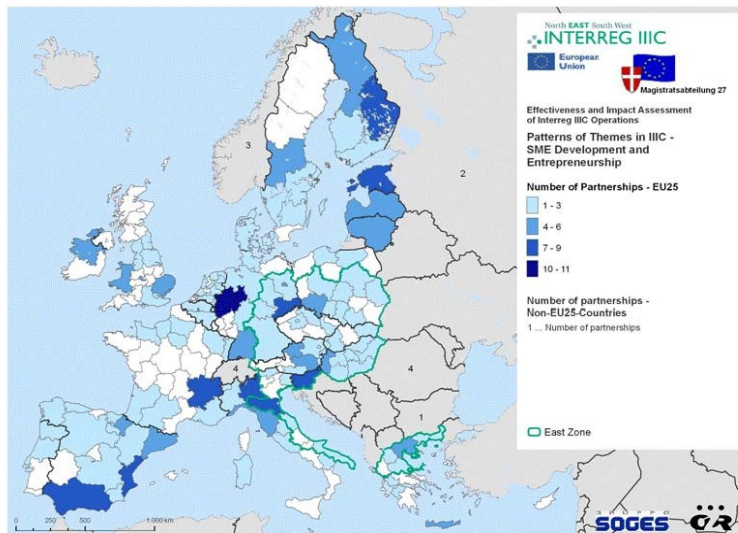 North EAST South West
INTERREG IIIC
European
Union
Magistratsabteilung 27
Effectiveness and Impact Assessment
of Interreg IIIC Operations
Patterns of Themes in IIIC -
SME Development and
Entrepreneurship
Number of Partnerships - EU25
1 - 3
4 - 6
7 - 9
10 - 11
Number of partnerships -
Non-EU25-Countries
1 ... Number of partnerships
East Zone
3
2
4
4
1
0
250
500
1 000 km
GRUPPO
SOGES
ÖIR